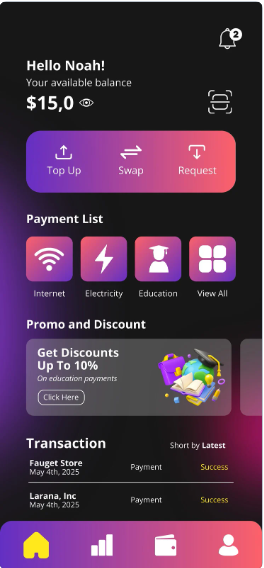 2
Hello Noah!
Your available balance
$15,0
Top Up Swap Request
Payment List
Internet Electricity Education View All
Promo and Discount
Get Discounts
Up To 10%
On education payments
Click Here
Transaction Short by Latest
Fauget Store
May 4th, 2025 Payment Success
Larana, Inc
May 4th, 2025 Payment Success